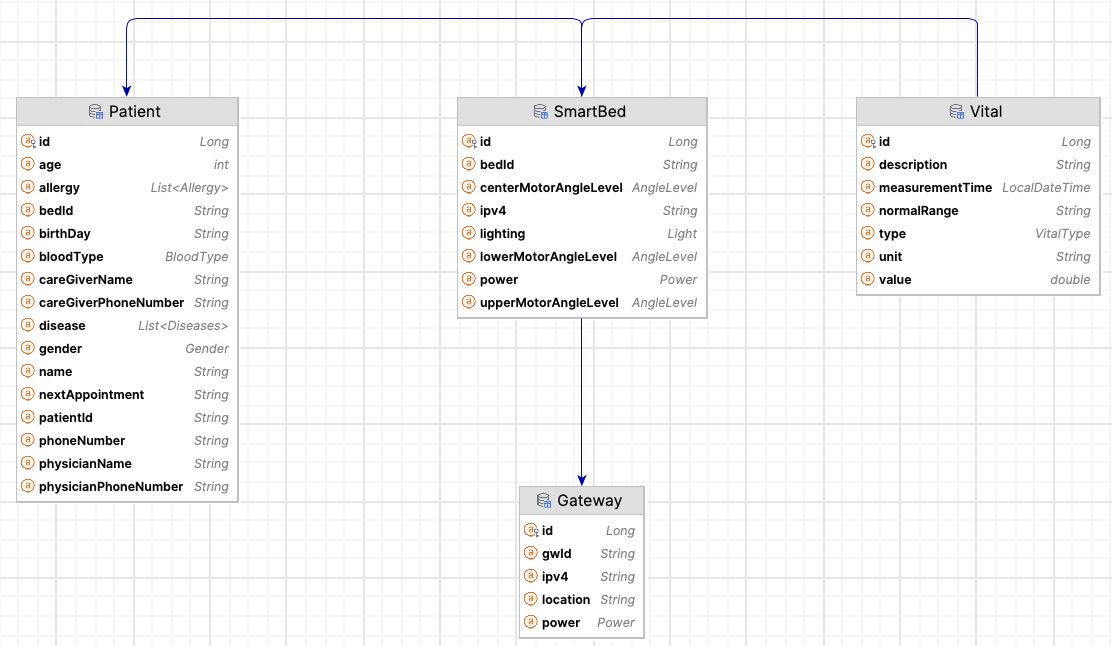 Patient
id Long
age int
allergy List<Allergy>
bedId String
birthDay String
bloodType BloodType
careGiverName String
careGiverPhoneNumber String
disease List<Diseases>
gender Gender
name String
nextAppointment String
patientId String
phoneNumber String
physicianName String
physicianPhoneNumber String
SmartBed
id Long
bedId String
centerMotorAngleLevel AngleLevel
ipv4 String
lighting Light
lowerMotorAngleLevel AngleLevel
power Power
upperMotorAngleLevel AngleLevel
Vital
id Long
description String
measurementTime LocalDateTime
normalRange String
type VitalType
unit String
value double
Gateway
id Long
gwId String
ipv4 String
location String
power Power